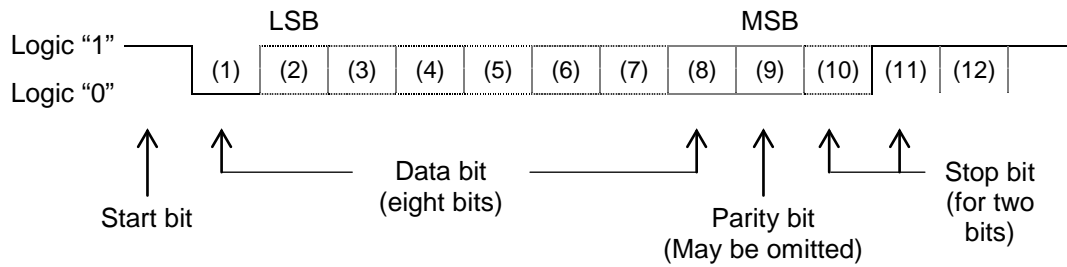 LSB MSB
Logic “1”
(1) (2) (3) (4) (5) (6) (7) (8) (9) (10) (11) (12)
Logic “0”
Start bit
Data bit
(eight bits)
Parity bit
(May be omitted)
Stop bit
(for two
bits)